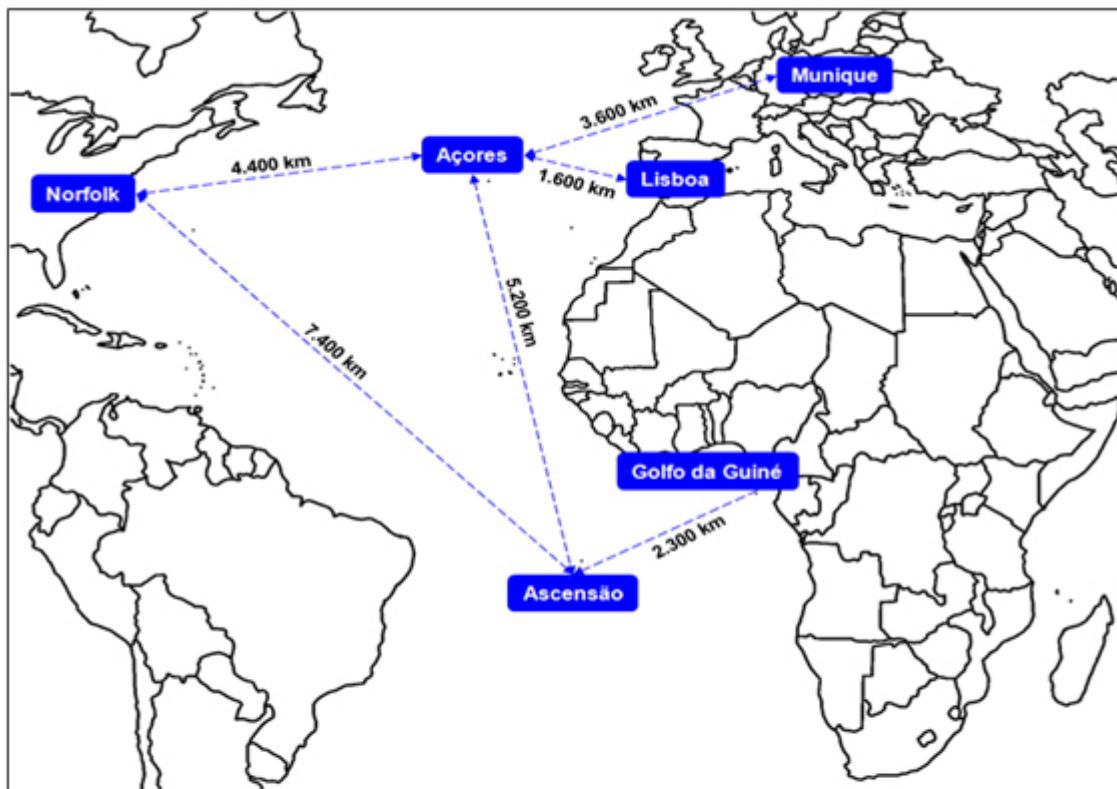 Munique
3.600 km
Açores
4.400 km
1.600 km
Lisboa
Norfolk
5.200 km
7.400 km
Golfo da Guiné
2.300 km
Ascensão